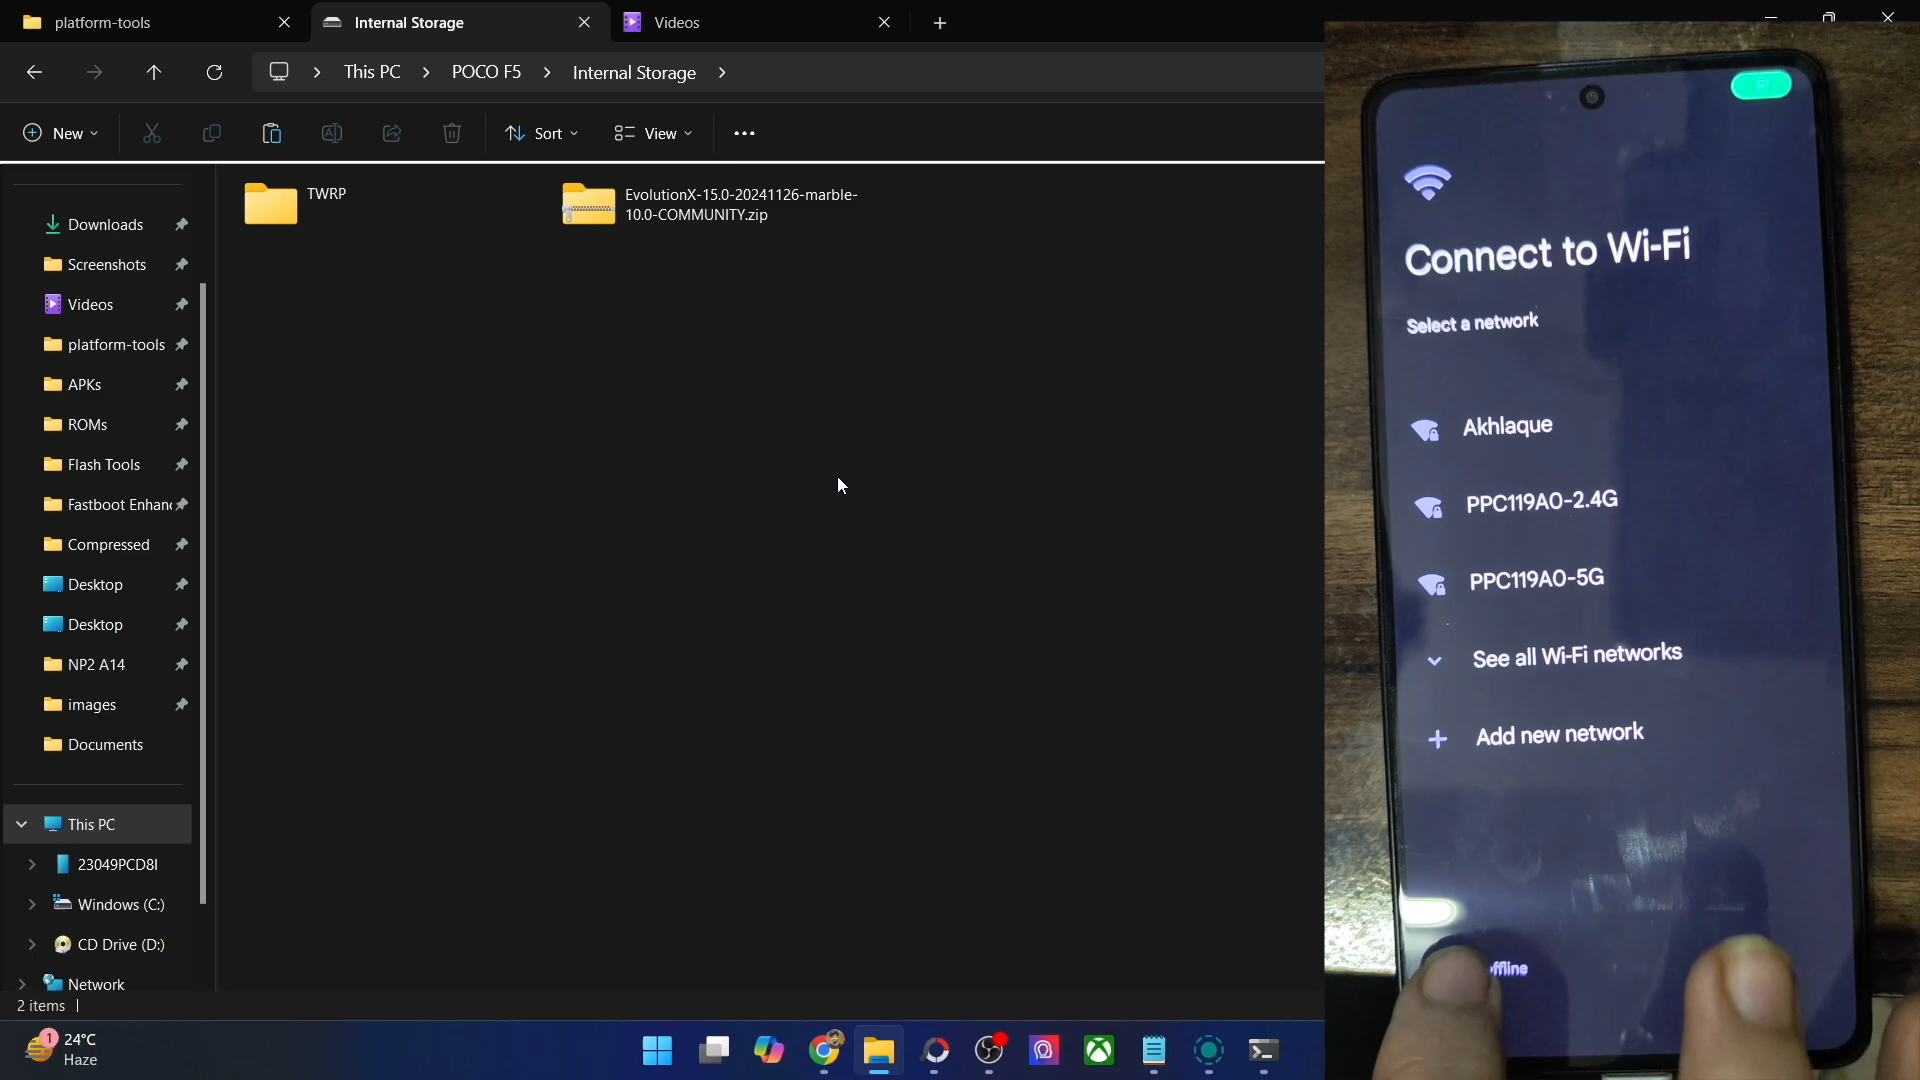 platform-tools
Internal Storage
Videos
This PC
POCO F5
Internal Storage
New
Sort
View
Downloads
Screenshots
Videos
platform-tools
APKs
ROMs
Flash Tools
Fastboot Enhanc
Compressed
Desktop
Desktop
NP2 A14
images
Documents
This PC
23049PCD8I
Windows (C:)
CD Drive (D:)
Network
TWRP
EvolutionX-15.0-20241126-marble-
10.0-COMMUNITY.zip
2 items
1
24°C
Haze
Connect to Wi-Fi
Select a network
Akhlaque
PPC119A0-2.4G
PPC119A0-5G
See all Wi-Fi networks
Add new network
offline